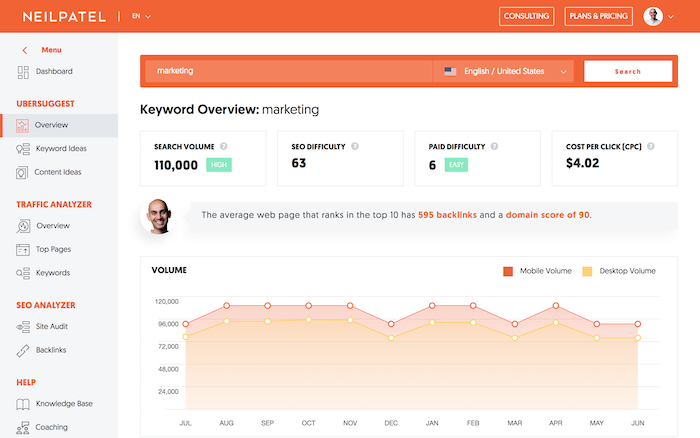 NEILPATEL
EN
CONSULTING
PLANS & PRICING
Menu
Dashboard
UBERSUGGEST
Overview
Keyword Ideas
Content Ideas
TRAFFIC ANALYZER
Overview
Top Pages
Keywords
SEO ANALYZER
Site Audit
Backlinks
HELP
Knowledge Base
Coaching
marketing
English / United States
Search
Keyword Overview: marketing
SEARCH VOLUME ?
110,000 HIGH
SEO DIFFICULTY ?
63
PAID DIFFICULTY ?
6 EASY
COST PER CLICK (CPC) ?
$4.02
The average web page that ranks in the top 10 has 595 backlinks and a domain score of 90.
VOLUME
Mobile Volume
Desktop Volume
120,000
96,000
72,000
48,000
24,000
JUL AUG SEP OCT NOV DEC JAN FEB MAR APR MAY JUN